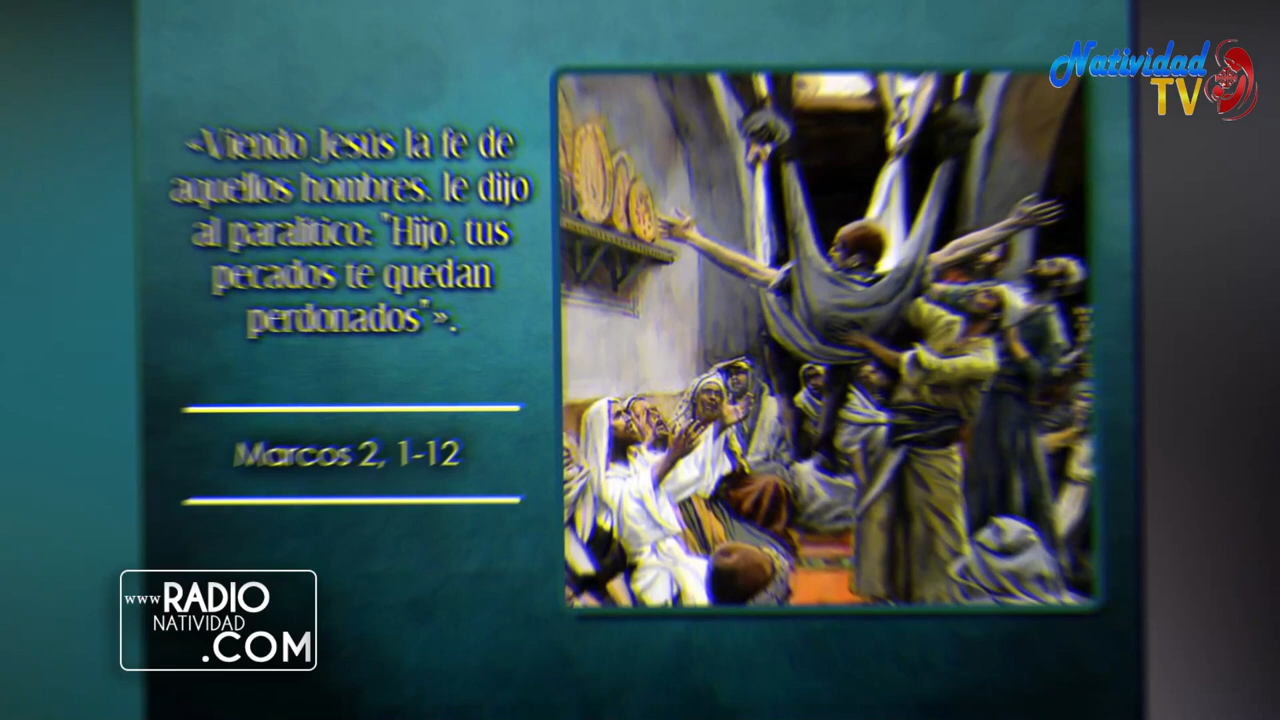 Natividad
TV
«Viendo Jesús la fe de
aquellos hombres, le dijo
al paralítico: "Hijo, tus
pecados te quedan
perdonados"».
Marcos 2, 1-12
www RADIO
NATIVIDAD
.COM